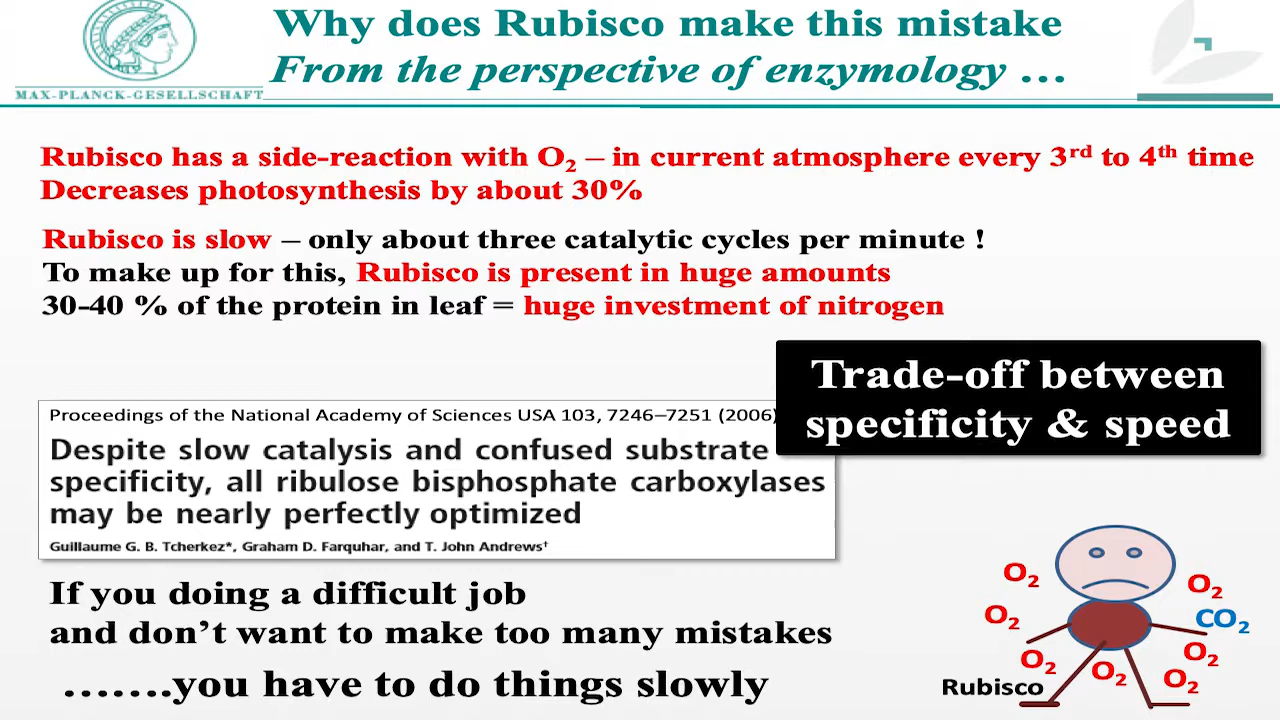 Why does Rubisco make this mistake
From the perspective of enzymology ...
MAX-PLANCK-GESELLSCHAFT
Rubisco has a side-reaction with O₂ – in current atmosphere every 3ʳᵈ to 4ᵗʰ time
Decreases photosynthesis by about 30%
Rubisco is slow – only about three catalytic cycles per minute !
To make up for this, Rubisco is present in huge amounts
30-40 % of the protein in leaf = huge investment of nitrogen
Trade-off between
specificity & speed
Proceedings of the National Academy of Sciences USA 103, 7246–7251 (2006)
Despite slow catalysis and confused substrate
specificity, all ribulose bisphosphate carboxylases
may be nearly perfectly optimized
Guillaume G. B. Tcherkez*, Graham D. Farquhar, and T. John Andrews†
If you doing a difficult job
and don't want to make too many mistakes
.......you have to do things slowly
O₂
O₂
O₂
CO₂
O₂
O₂
O₂
O₂
Rubisco